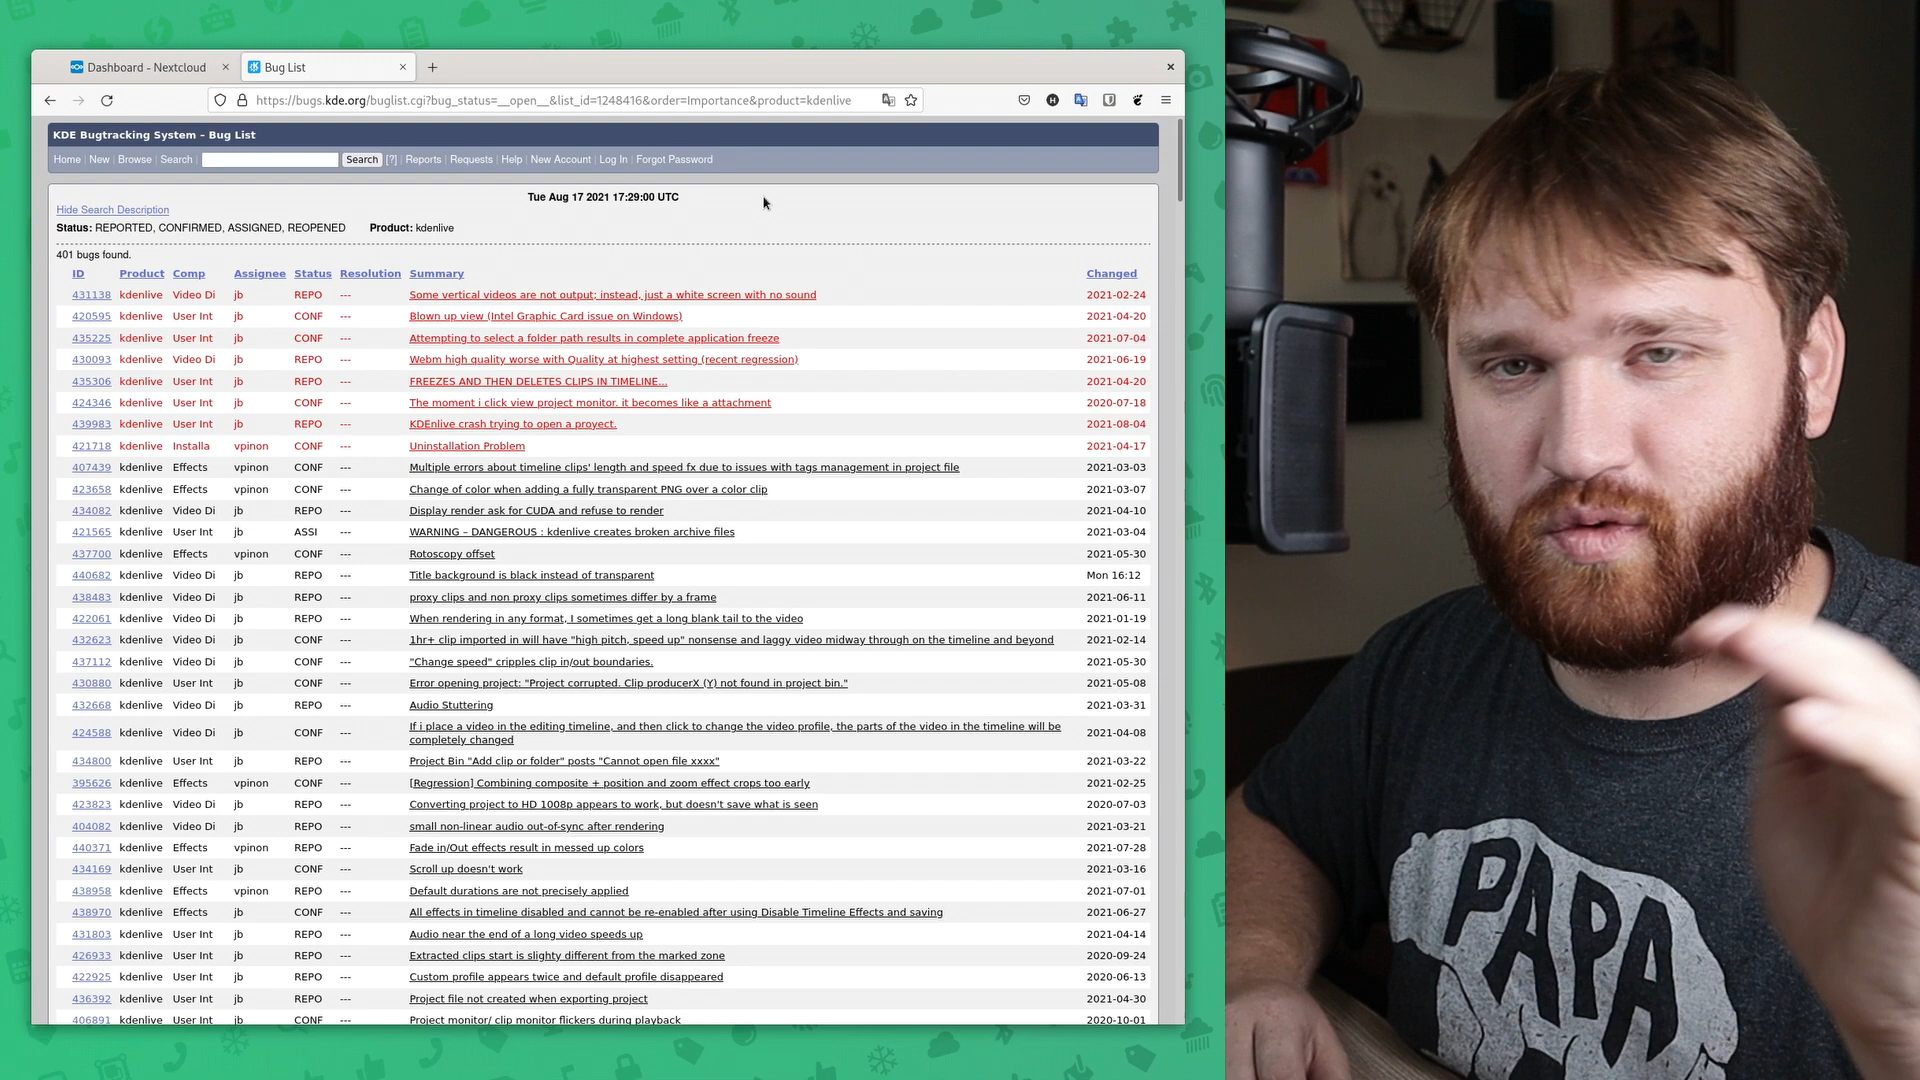 Dashboard - Nextcloud
Bug List
https://bugs.kde.org/buglist.cgi?bug_status=__open__&list_id=1248416&order=Importance&product=kdenlive
KDE Bugtracking System – Bug List
Home | New | Browse | Search | Search [?] | Reports | Requests | Help | New Account | Log In | Forgot Password
Tue Aug 17 2021 17:29:00 UTC
Hide Search Description
Status: REPORTED, CONFIRMED, ASSIGNED, REOPENED Product: kdenlive
401 bugs found.
ID Product Comp Assignee Status Resolution Summary Changed
431138 kdenlive Video Di jb REPO --- Some vertical videos are not output; instead, just a white screen with no sound 2021-02-24
420595 kdenlive User Int jb CONF --- Blown up view (Intel Graphic Card issue on Windows) 2021-04-20
435225 kdenlive User Int jb CONF --- Attempting to select a folder path results in complete application freeze 2021-07-04
430093 kdenlive Video Di jb REPO --- Webm high quality worse with Quality at highest setting (recent regression) 2021-06-19
435306 kdenlive User Int jb REPO --- FREEZES AND THEN DELETES CLIPS IN TIMELINE... 2021-04-20
424346 kdenlive User Int jb CONF --- The moment i click view project monitor. it becomes like a attachment 2020-07-18
439983 kdenlive User Int jb REPO --- KDEnlive crash trying to open a proyect. 2021-08-04
421718 kdenlive Installa vpinon CONF --- Uninstallation Problem 2021-04-17
407439 kdenlive Effects vpinon CONF --- Multiple errors about timeline clips' length and speed fx due to issues with tags management in project file 2021-03-03
423658 kdenlive Effects vpinon CONF --- Change of color when adding a fully transparent PNG over a color clip 2021-03-07
434082 kdenlive Video Di jb REPO --- Display render ask for CUDA and refuse to render 2021-04-10
421565 kdenlive User Int jb ASSI --- WARNING – DANGEROUS : kdenlive creates broken archive files 2021-03-04
437700 kdenlive Effects vpinon CONF --- Rotoscopy offset 2021-05-30
440682 kdenlive Video Di jb REPO --- Title background is black instead of transparent Mon 16:12
438483 kdenlive Video Di jb REPO --- proxy clips and non proxy clips sometimes differ by a frame 2021-06-11
422061 kdenlive Video Di jb REPO --- When rendering in any format, I sometimes get a long blank tail to the video 2021-01-19
432623 kdenlive Video Di jb CONF --- 1hr+ clip imported in will have "high pitch, speed up" nonsense and laggy video midway through on the timeline and beyond 2021-02-14
437112 kdenlive Video Di jb CONF --- "Change speed" cripples clip in/out boundaries. 2021-05-30
430880 kdenlive User Int jb CONF --- Error opening project: "Project corrupted. Clip producerX (Y) not found in project bin." 2021-05-08
432668 kdenlive Video Di jb REPO --- Audio Stuttering 2021-03-31
424588 kdenlive Video Di jb CONF --- If i place a video in the editing timeline, and then click to change the video profile, the parts of the video in the timeline will be
completely changed 2021-04-08
434800 kdenlive User Int jb REPO --- Project Bin "Add clip or folder" posts "Cannot open file xxxx" 2021-03-22
395626 kdenlive Effects vpinon CONF --- [Regression] Combining composite + position and zoom effect crops too early 2021-02-25
423823 kdenlive Video Di jb REPO --- Converting project to HD 1008p appears to work, but doesn't save what is seen 2020-07-03
404082 kdenlive Video Di jb REPO --- small non-linear audio out-of-sync after rendering 2021-03-21
440371 kdenlive Effects vpinon REPO --- Fade in/Out effects result in messed up colors 2021-07-28
434169 kdenlive User Int jb CONF --- Scroll up doesn't work 2021-03-16
438958 kdenlive Effects vpinon REPO --- Default durations are not precisely applied 2021-07-01
438970 kdenlive Effects jb CONF --- All effects in timeline disabled and cannot be re-enabled after using Disable Timeline Effects and saving 2021-06-27
431803 kdenlive User Int jb REPO --- Audio near the end of a long video speeds up 2021-04-14
426933 kdenlive User Int jb REPO --- Extracted clips start is slighty different from the marked zone 2020-09-24
422925 kdenlive User Int jb REPO --- Custom profile appears twice and default profile disappeared 2020-06-13
436392 kdenlive User Int jb REPO --- Project file not created when exporting project 2021-04-30
406891 kdenlive User Int jb CONF --- Project monitor/ clip monitor flickers during playback 2020-10-01
PAPA